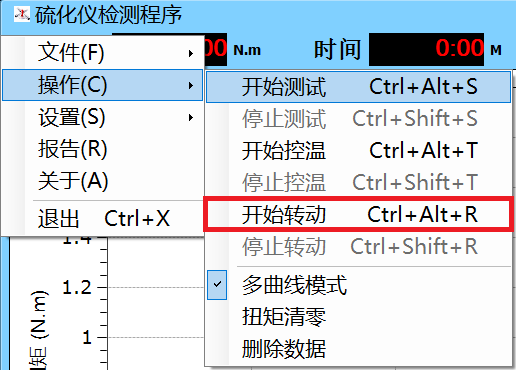 硫化仪检测程序
00 N.m 时间 0:00 M
文件(F)
操作(C)
设置(S)
报告(R)
关于(A)
退出 Ctrl+X
开始测试 Ctrl+Alt+S
停止测试 Ctrl+Shift+S
开始控温 Ctrl+Alt+T
停止控温 Ctrl+Shift+T
开始转动 Ctrl+Alt+R
停止转动 Ctrl+Shift+R
多曲线模式
扭矩清零
删除数据
1.4
1.2
1
矩 (N.m)